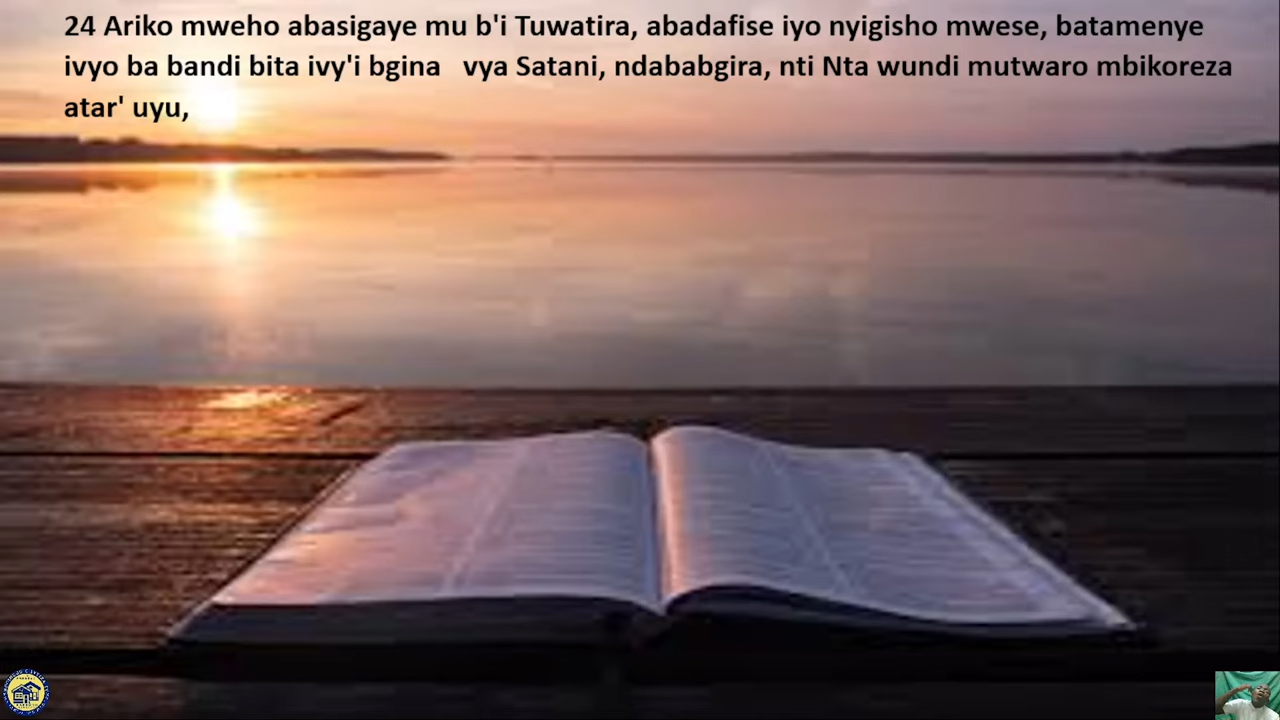 24 Ariko mweho abasigaye mu b'i Tuwatira, abadafise iyo nyigisho mwese, batamenye
ivyo ba bandi bita ivy'i bgina vya Satani, ndababgira, nti Nta wundi mutwaro mbikoreza
atar' uyu,